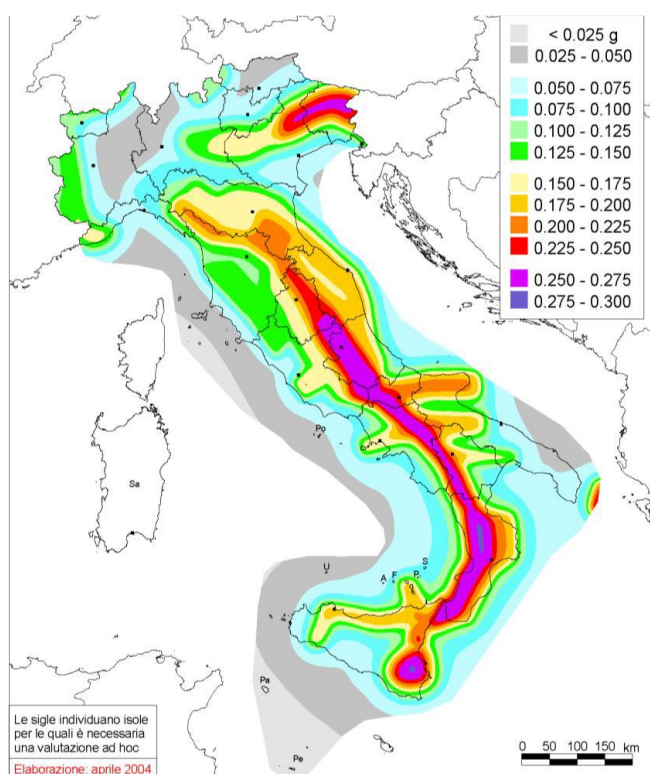 < 0.025 g
0.025 - 0.050
0.050 - 0.075
0.075 - 0.100
0.100 - 0.125
0.125 - 0.150
0.150 - 0.175
0.175 - 0.200
0.200 - 0.225
0.225 - 0.250
0.250 - 0.275
0.275 - 0.300
Po
Sa
U
A
F
P
S
Pa
Pe
Le sigle individuano isole
per le quali è necessaria
una valutazione ad hoc
Elaborazione: aprile 2004
0 50 100 150 km